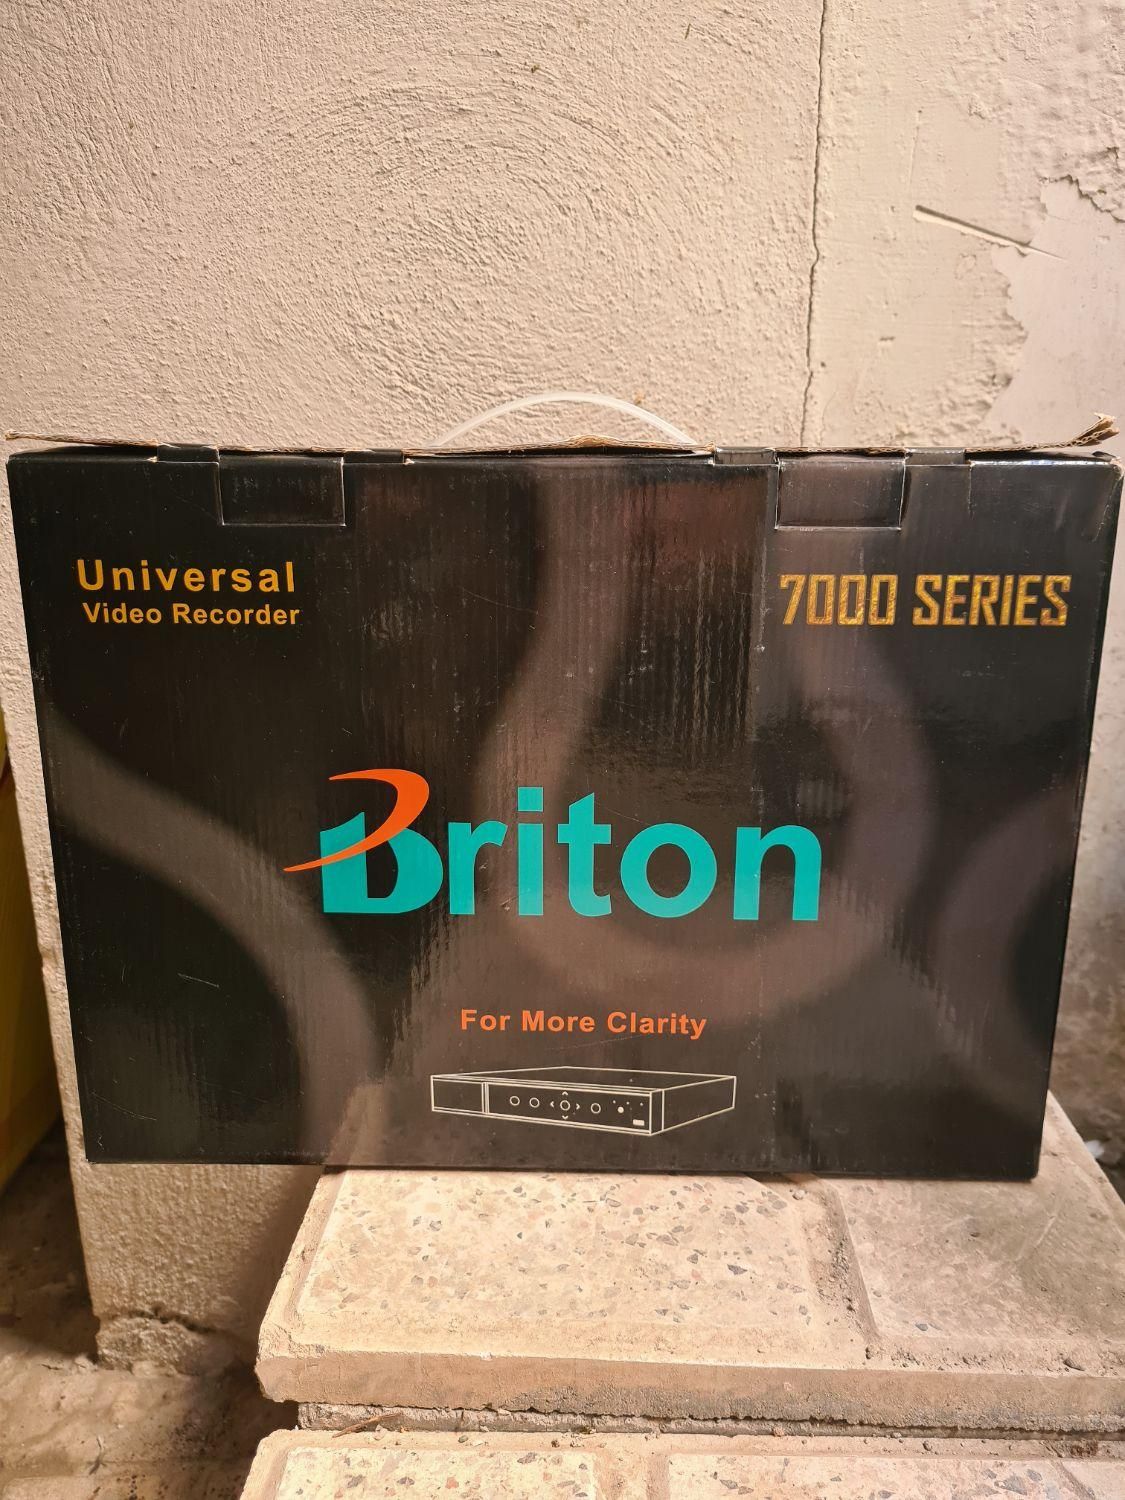 Universal
Video Recorder
7000 SERIES
Briton
For More Clarity